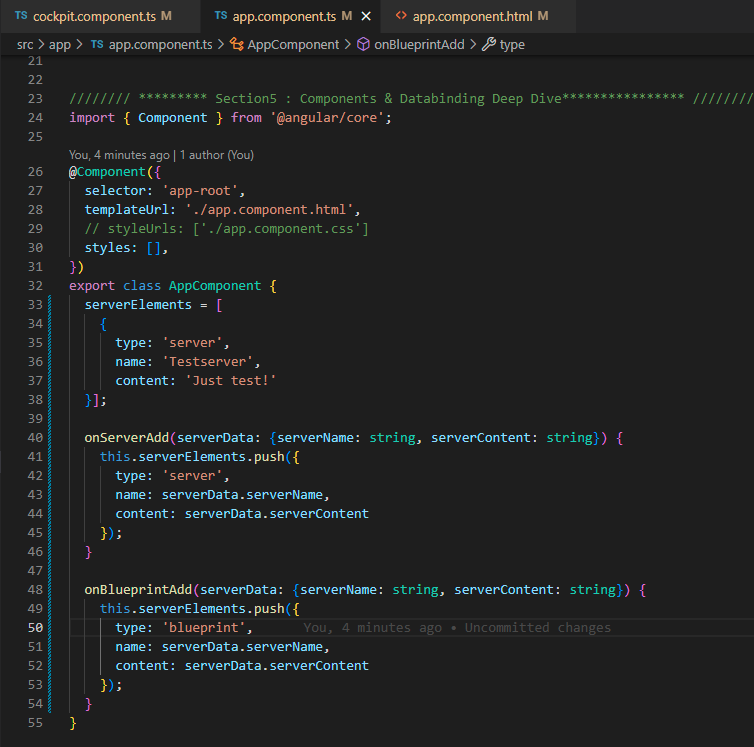 TS cockpit.component.ts M TS app.component.ts M × <> app.component.html M
src > app > TS app.component.ts > AppComponent > onBlueprintAdd > type
21
22
23 //////// ********* Section5 : Components & Databinding Deep Dive**************** ////////
24 import { Component } from '@angular/core';
25
You, 4 minutes ago | 1 author (You)
26 @Component({
27   selector: 'app-root',
28   templateUrl: './app.component.html',
29   // styleUrls: ['./app.component.css']
30   styles: [],
31 })
32 export class AppComponent {
33   serverElements = [
34     {
35       type: 'server',
36       name: 'Testserver',
37       content: 'Just test!'
38   }];
39
40   onServerAdd(serverData: {serverName: string, serverContent: string}) {
41     this.serverElements.push({
42       type: 'server',
43       name: serverData.serverName,
44       content: serverData.serverContent
45     });
46   }
47
48   onBlueprintAdd(serverData: {serverName: string, serverContent: string}) {
49     this.serverElements.push({
50       type: 'blueprint', You, 4 minutes ago • Uncommitted changes
51       name: serverData.serverName,
52       content: serverData.serverContent
53     });
54   }
55 }